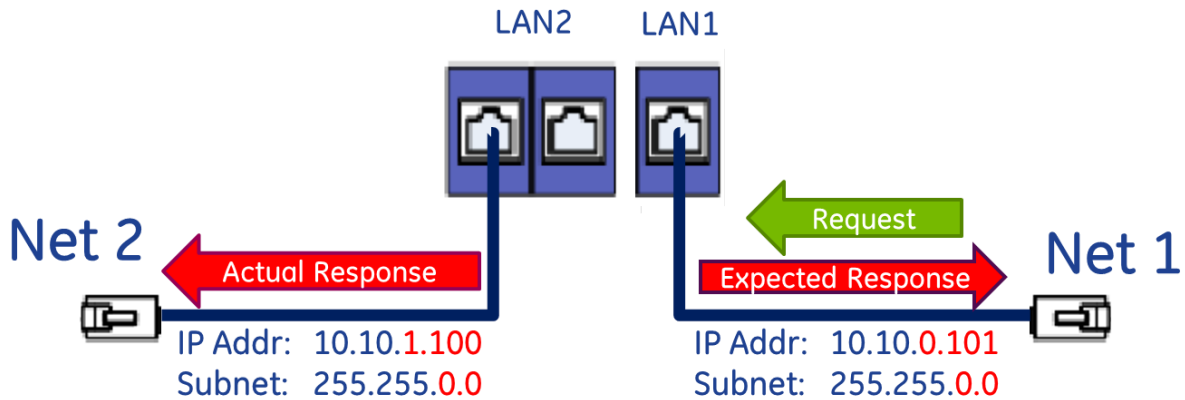 LAN2 LAN1
Request
Net 2 Net 1
Actual Response Expected Response
IP Addr: 10.10.1.100 IP Addr: 10.10.0.101
Subnet: 255.255.0.0 Subnet: 255.255.0.0